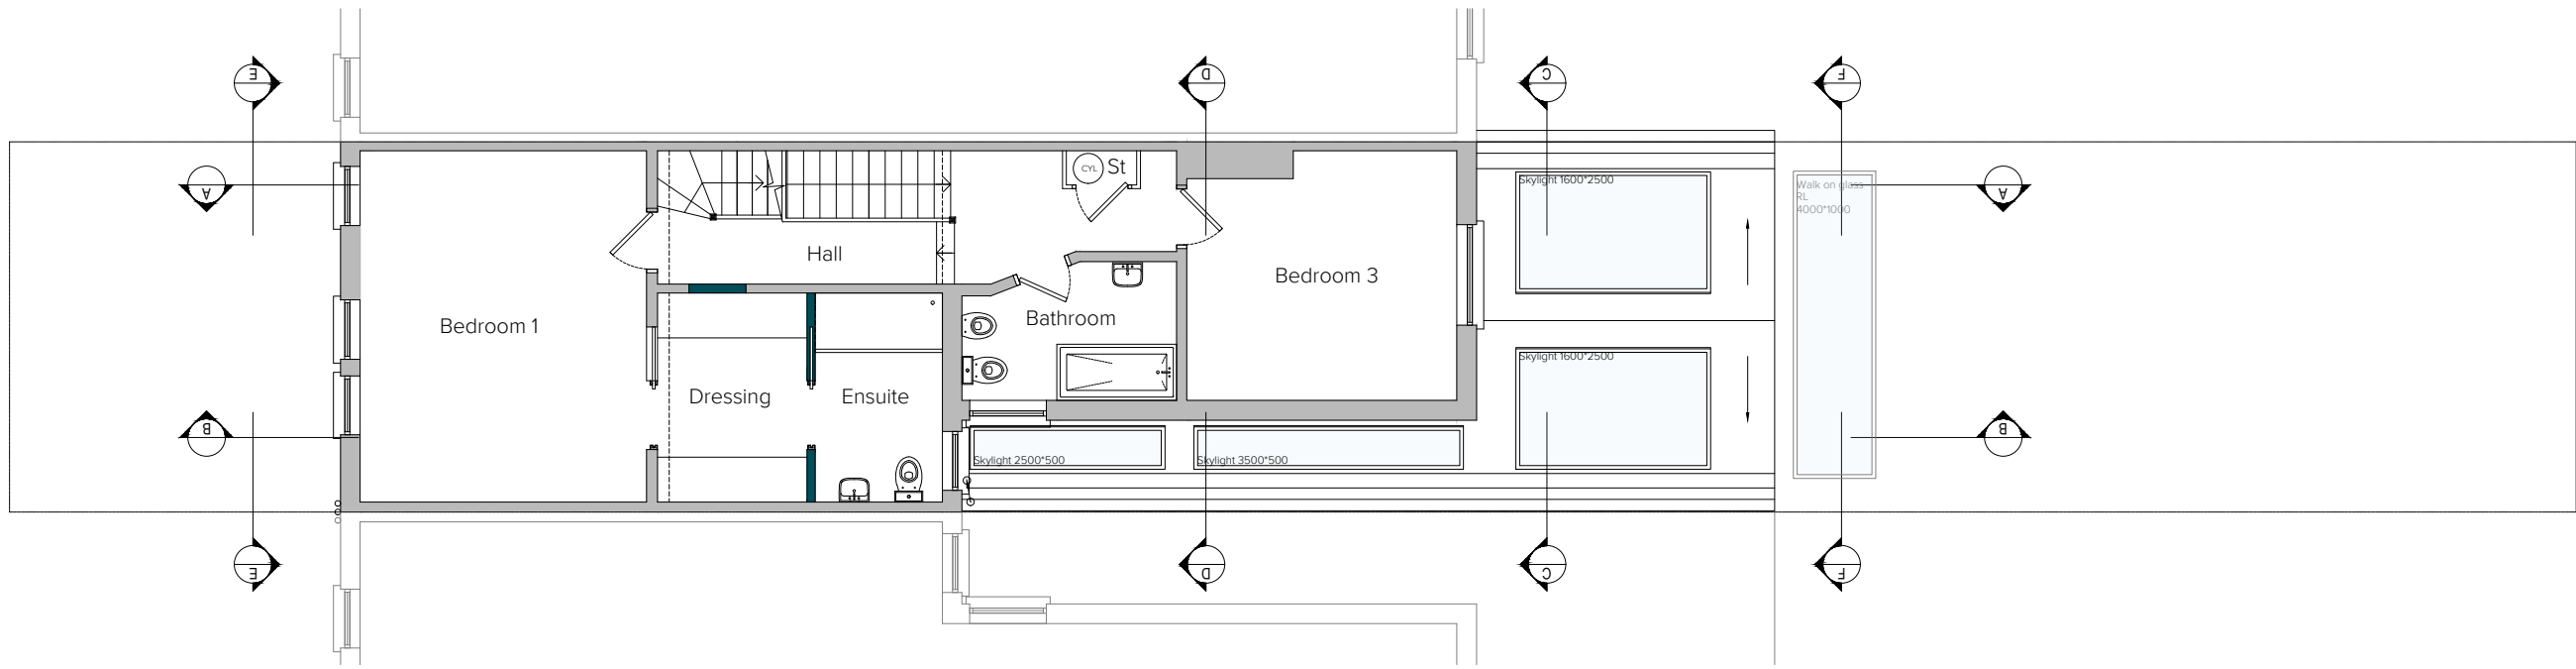 E
D
C
F
A
A
CYL
St
Skylight 1600*2500
Walk on glass
RL
4000*1000
Hall
Bedroom 3
Bedroom 1
Bathroom
Skylight 1600*2500
Dressing
Ensuite
B
B
Skylight 2500*500
Skylight 3500*500
E
D
C
F